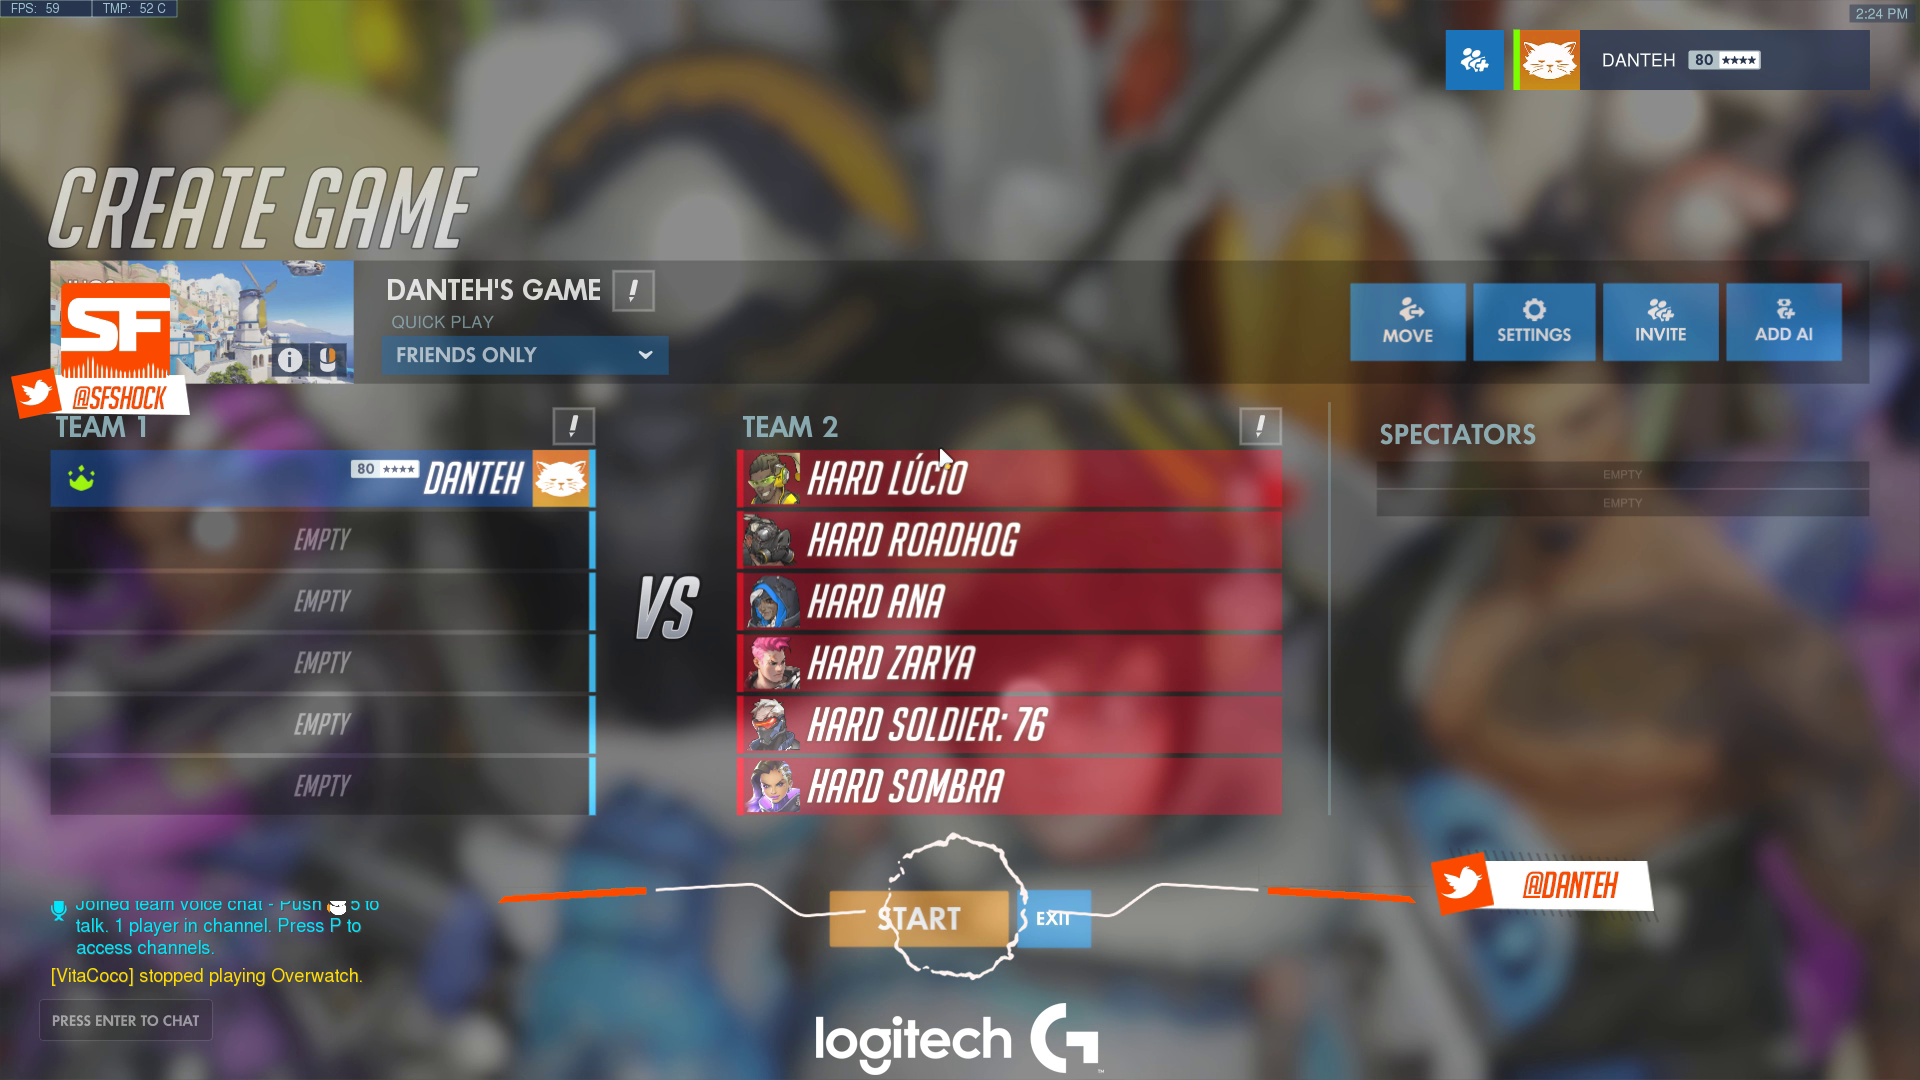 FPS: 59 TMP: 52 C
2:24 PM
DANTEH 80
CREATE GAME
SF
@SFSHOCK
DANTEH'S GAME
QUICK PLAY
FRIENDS ONLY
MOVE
SETTINGS
INVITE
ADD AI
TEAM 1
80 DANTEH
EMPTY
EMPTY
EMPTY
EMPTY
EMPTY
VS
TEAM 2
HARD LÚCIO
HARD ROADHOG
HARD ANA
HARD ZARYA
HARD SOLDIER: 76
HARD SOMBRA
SPECTATORS
EMPTY
EMPTY
Joined team voice chat - Push 5 to
talk. 1 player in channel. Press P to
access channels.
[VitaCoco] stopped playing Overwatch.
PRESS ENTER TO CHAT
START
EXIT
@DANTEH
logitech G